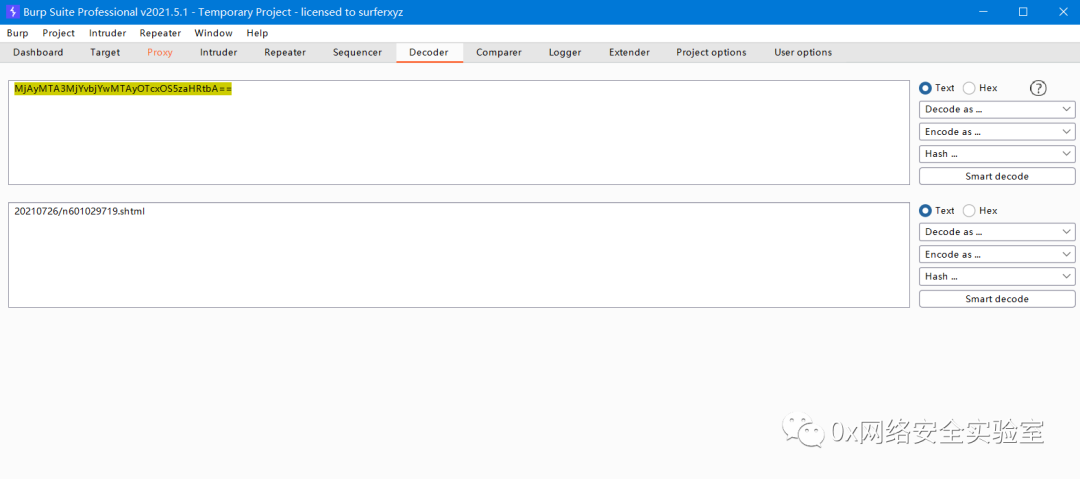 Burp Suite Professional v2021.5.1 - Temporary Project - licensed to surferxyz
Burp Project Intruder Repeater Window Help
Dashboard Target Proxy Intruder Repeater Sequencer Decoder Comparer Logger Extender Project options User options
MjAyMTA3MjYvbjYwMTAyOTcxOS5zaHRtbA==
Text Hex ?
Decode as ...
Encode as ...
Hash ...
Smart decode
20210726/n601029719.shtml
Text Hex
Decode as ...
Encode as ...
Hash ...
Smart decode
0x网络安全实验室